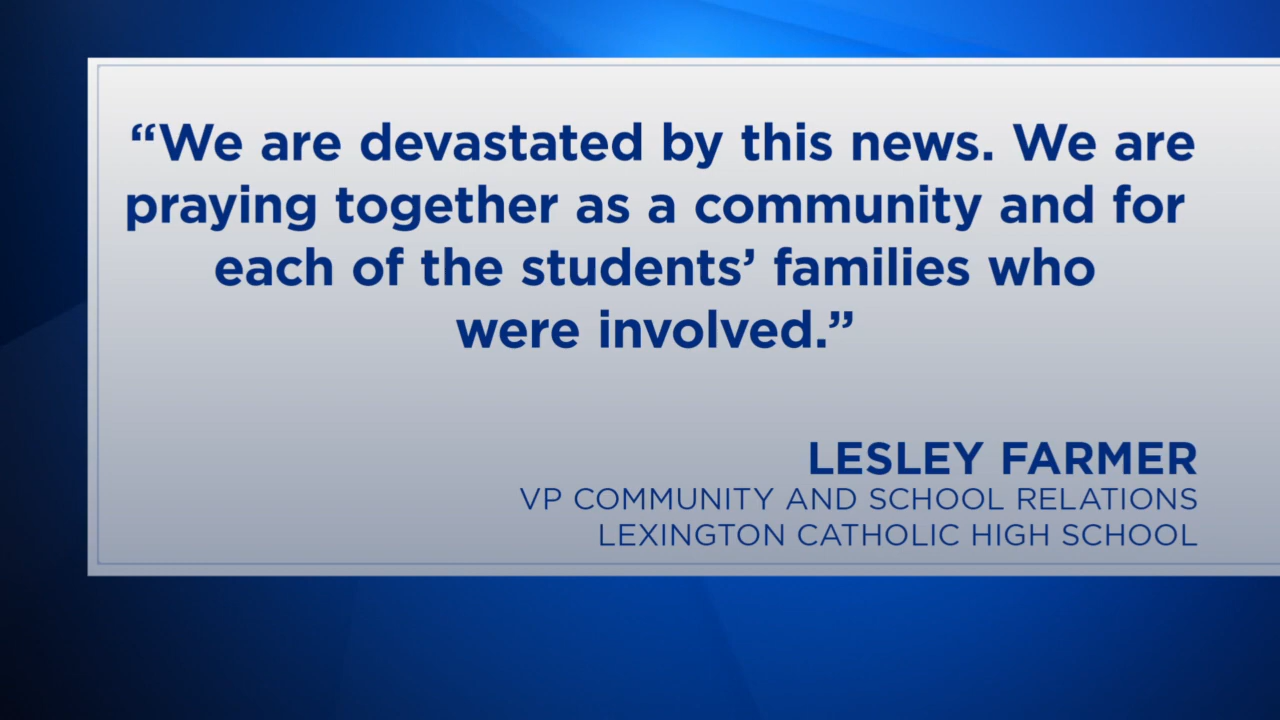 “We are devastated by this news. We are
praying together as a community and for
each of the students’ families who
were involved.”
LESLEY FARMER
VP COMMUNITY AND SCHOOL RELATIONS
LEXINGTON CATHOLIC HIGH SCHOOL